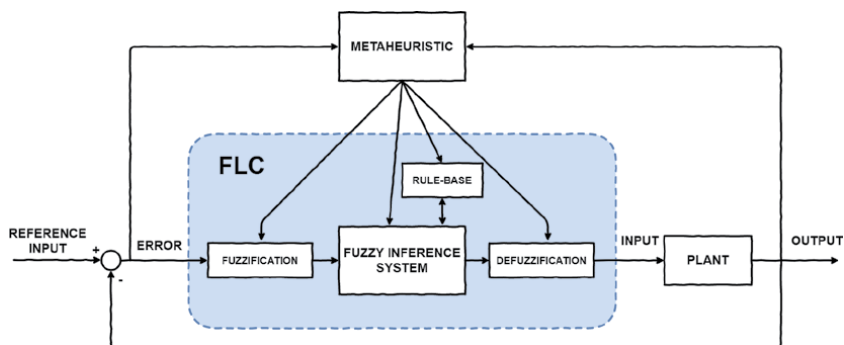 METAHEURISTIC
FLC
RULE-BASE
REFERENCE
INPUT
+
-
ERROR
FUZZIFICATION
FUZZY INFERENCE
SYSTEM
DEFUZZIFICATION
INPUT
PLANT
OUTPUT